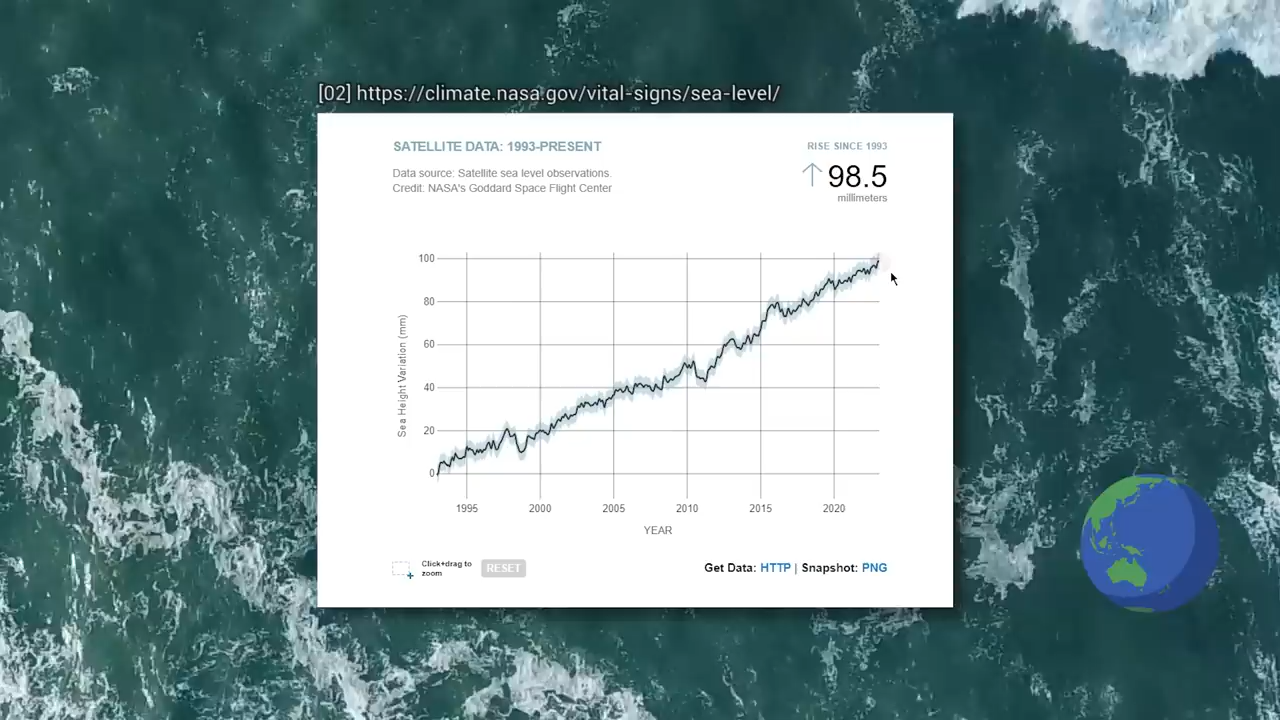 [02] https://climate.nasa.gov/vital-signs/sea-level/
SATELLITE DATA: 1993-PRESENT
Data source: Satellite sea level observations.
Credit: NASA's Goddard Space Flight Center
RISE SINCE 1993
↑ 98.5
millimeters
Sea Height Variation (mm)
100
80
60
40
20
0
1995 2000 2005 2010 2015 2020
YEAR
Click+drag to
zoom
RESET
Get Data: HTTP | Snapshot: PNG